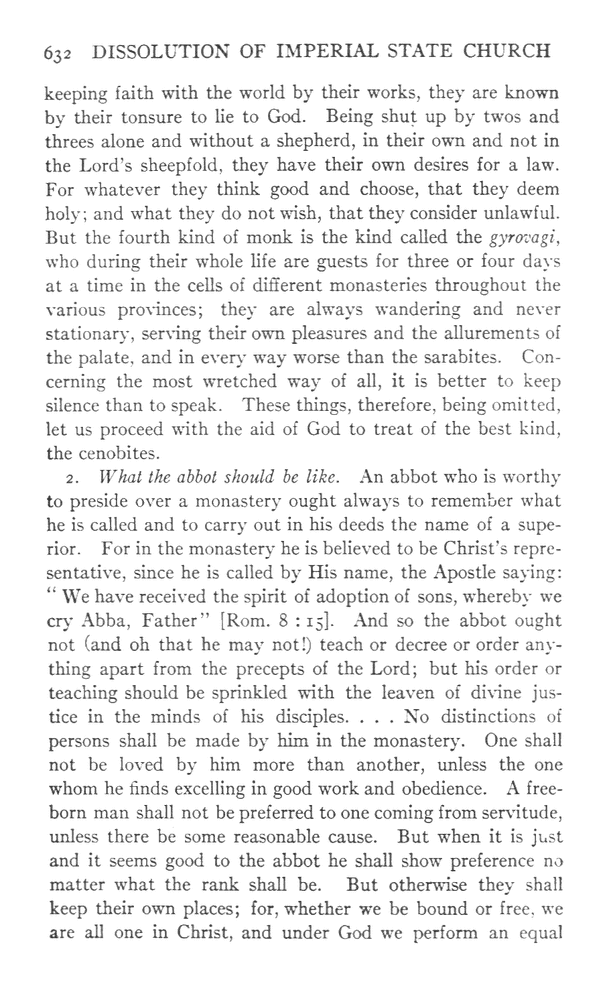 632 DISSOLUTION OF IMPERIAL STATE CHURCH
keeping faith with the world by their works, they are known
by their tonsure to lie to God. Being shut up by twos and
threes alone and without a shepherd, in their own and not in
the Lord's sheepfold, they have their own desires for a law.
For whatever they think good and choose, that they deem
holy; and what they do not wish, that they consider unlawful.
But the fourth kind of monk is the kind called the gyrovagi,
who during their whole life are guests for three or four days
at a time in the cells of different monasteries throughout the
various provinces; they are always wandering and never
stationary, serving their own pleasures and the allurements of
the palate, and in every way worse than the sarabites. Con-
cerning the most wretched way of all, it is better to keep
silence than to speak. These things, therefore, being omitted,
let us proceed with the aid of God to treat of the best kind,
the cenobites.
2. What the abbot should be like. An abbot who is worthy
to preside over a monastery ought always to remember what
he is called and to carry out in his deeds the name of a supe-
rior. For in the monastery he is believed to be Christ's repre-
sentative, since he is called by His name, the Apostle saying:
“ We have received the spirit of adoption of sons, whereby we
cry Abba, Father” [Rom. 8 : 15]. And so the abbot ought
not (and oh that he may not!) teach or decree or order any-
thing apart from the precepts of the Lord; but his order or
teaching should be sprinkled with the leaven of divine jus-
tice in the minds of his disciples. . . . No distinctions of
persons shall be made by him in the monastery. One shall
not be loved by him more than another, unless the one
whom he finds excelling in good work and obedience. A free-
born man shall not be preferred to one coming from servitude,
unless there be some reasonable cause. But when it is just
and it seems good to the abbot he shall show preference no
matter what the rank shall be. But otherwise they shall
keep their own places; for, whether we be bound or free, we
are all one in Christ, and under God we perform an equal